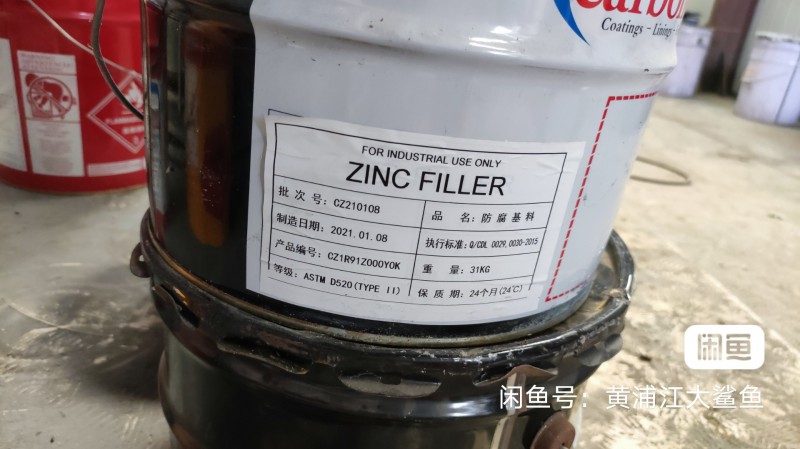 Coatings - Linings
FOR INDUSTRIAL USE ONLY
ZINC FILLER
批 次 号：CZ210108
品 名：防腐基料
制造日期：2021.01.08
执行标准：Q/CDL 0029,0030-2015
产品编号：CZ1R91Z000Y0K
重 量：31KG
等级：ASTM D520(TYPE II)
保 质 期：24个月(24℃)
闲鱼
闲鱼号：黄浦江大鲨鱼